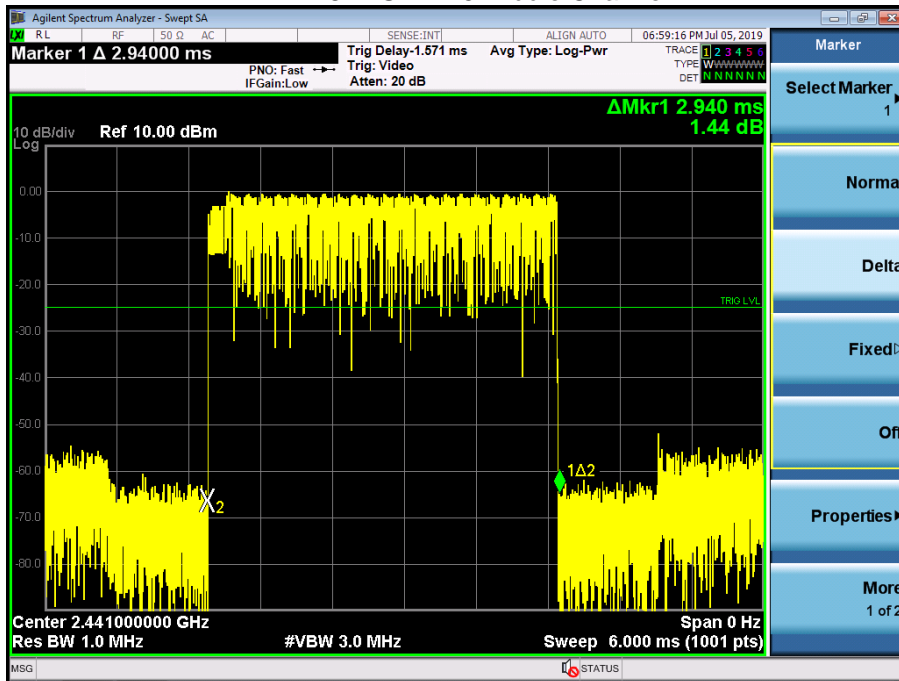 Agilent Spectrum Analyzer - Swept SA
LXI RL RF 50 Ω AC SENSE:INT ALIGN AUTO 06:59:16 PM Jul 05, 2019
Marker 1 Δ 2.94000 ms
PNO: Fast
IFGain:Low
Trig Delay-1.571 ms
Trig: Video
Atten: 20 dB
Avg Type: Log-Pwr
TRACE 1 2 3 4 5 6
TYPE WWWWWW
DET N N N N N N
ΔMkr1 2.940 ms
1.44 dB
10 dB/div
Log
Ref 10.00 dBm
0.00
-10.0
-20.0
-30.0
-40.0
-50.0
-60.0
-70.0
-80.0
TRIG LVL
1Δ2
X2
Center 2.441000000 GHz
Span 0 Hz
Res BW 1.0 MHz
#VBW 3.0 MHz
Sweep 6.000 ms (1001 pts)
MSG
STATUS
Marker
Select Marker
1
Norma
Delta
Fixed
Off
Properties
More
1 of 2